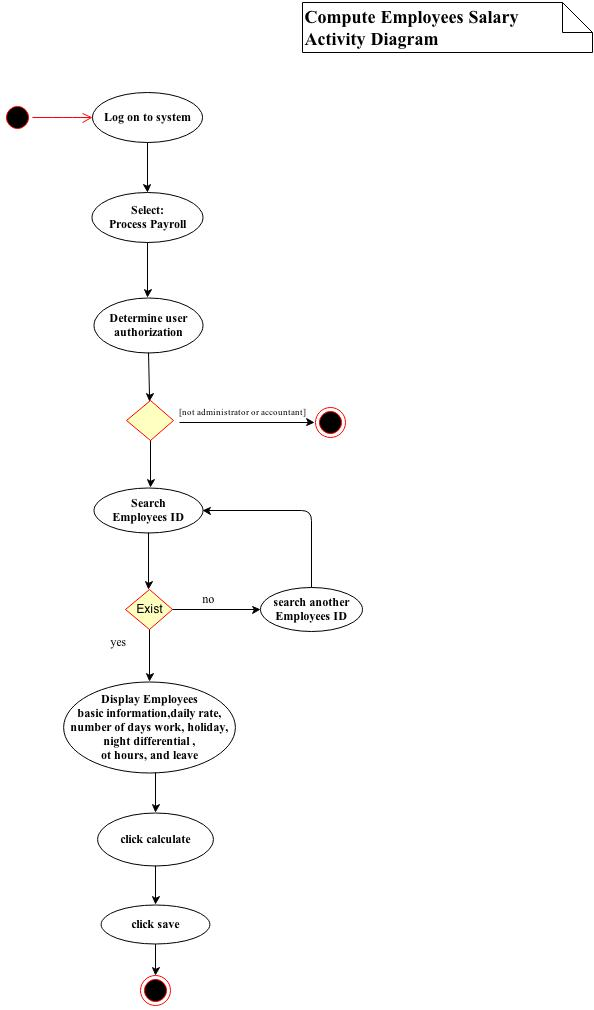 Compute Employees Salary
Activity Diagram
Log on to system
Select:
Process Payroll
Determine user
authorization
[not administrator or accountant]
Search
Employees ID
Exist
no
search another
Employees ID
yes
Display Employees
basic information,daily rate,
number of days work, holiday,
night differential ,
ot hours, and leave
click calculate
click save